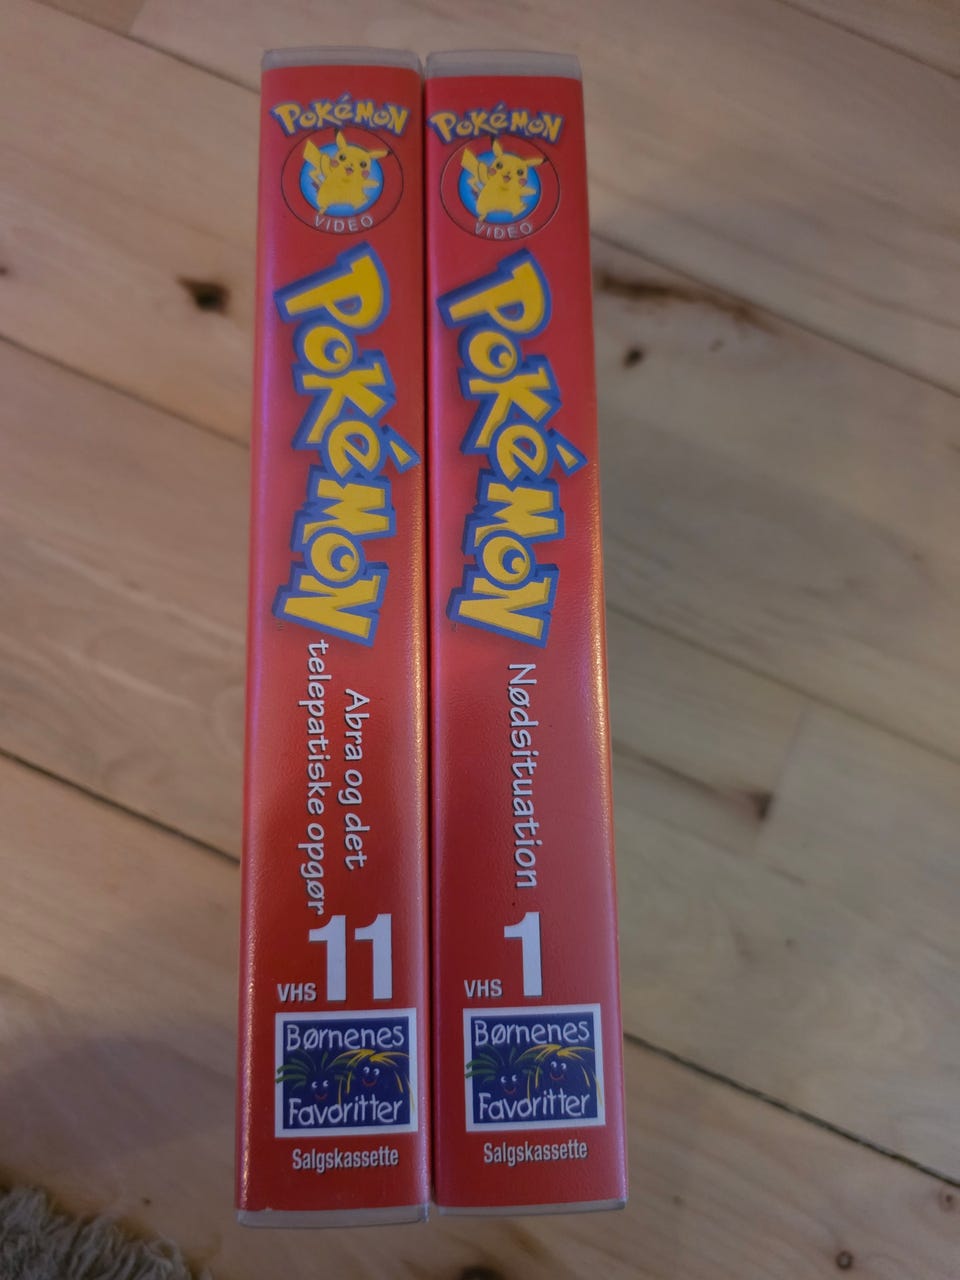 POKéMON
VIDEO
POKéMON
Abra og det
telepatiske opgør
11
VHS
Børnenes
Favoritter
Salgskassette
POKéMON
VIDEO
POKéMON
Nødsituation
1
VHS
Børnenes
Favoritter
Salgskassette